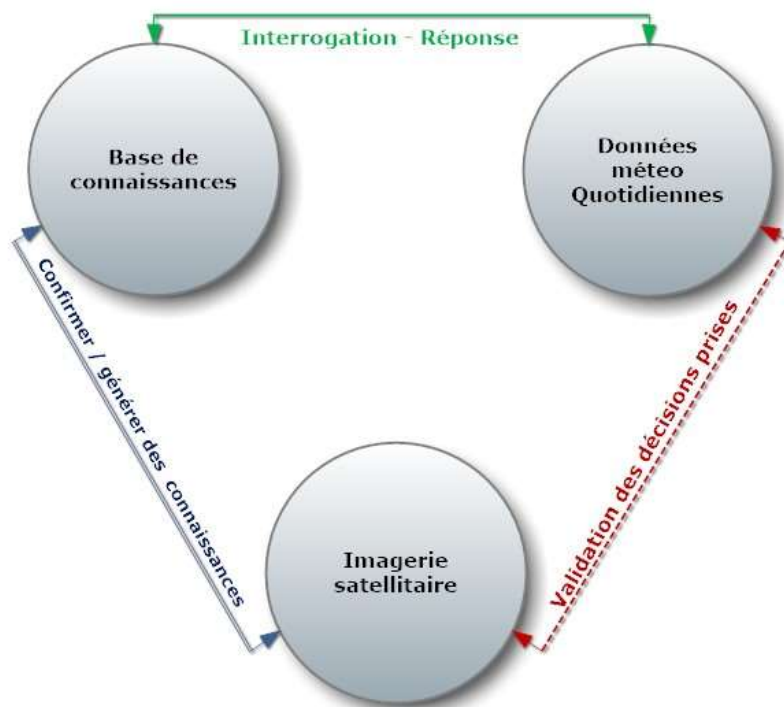 Interrogation - Réponse
Base de
connaissances
Données
méteo
Quotidiennes
Confirmer / générer des connaissances
Validation des décisions prises
Imagerie
satellitaire